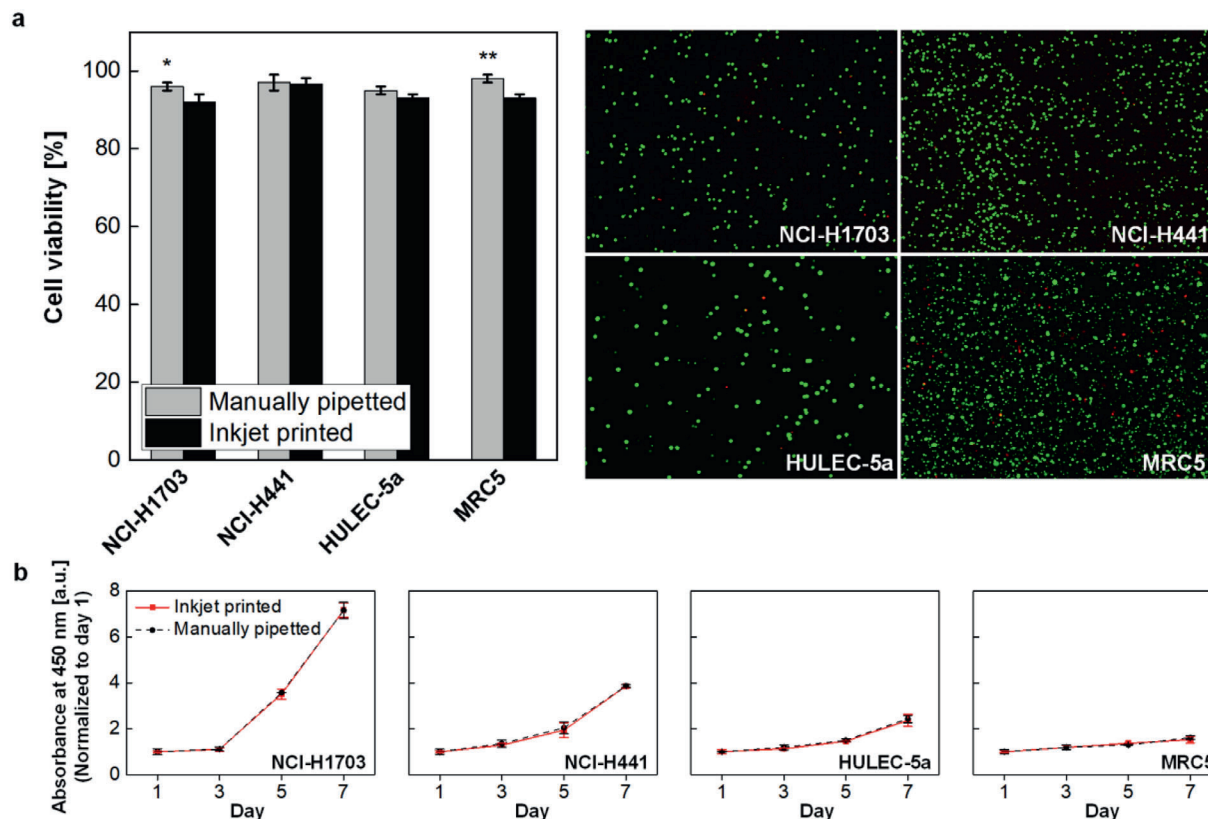 a
Cell viability [%]
100
80
60
40
20
0
*
**
Manually pipetted
Inkjet printed
NCI-H1703
NCI-H441
HULEC-5a
MRC5
NCI-H1703
NCI-H441
HULEC-5a
MRC5
b
Absorbance at 450 nm [a.u.]
(Normalized to day 1)
8
6
4
2
0
Inkjet printed
Manually pipetted
NCI-H1703
NCI-H441
HULEC-5a
MRC5
1 3 5 7
1 3 5 7
1 3 5 7
1 3 5 7
Day
Day
Day
Day